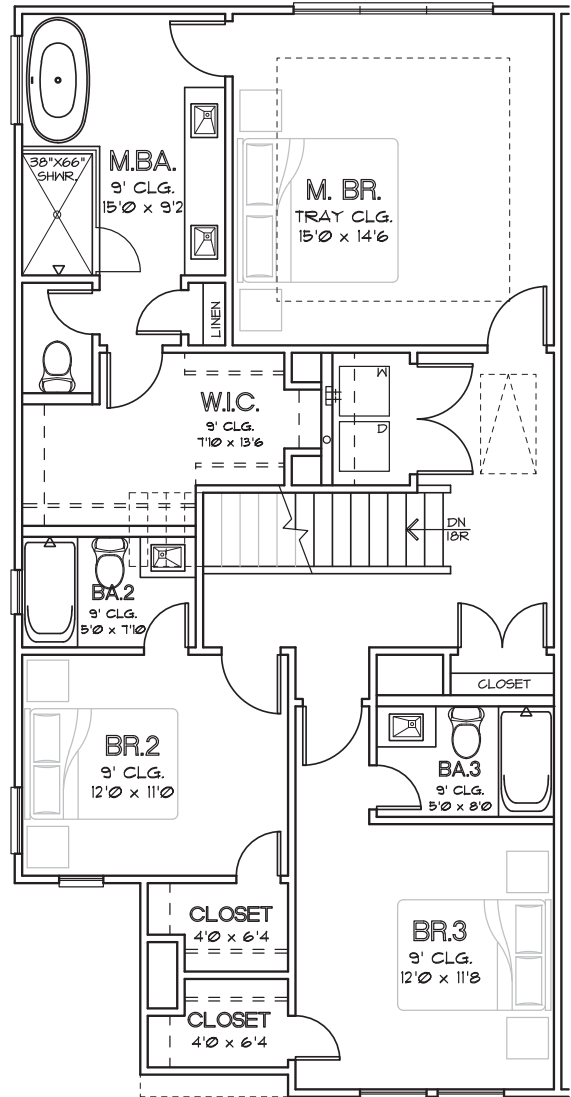 M.BA.
9' CLG.
15'0 x 9'2
38"X66"
SHWR.
M. BR.
TRAY CLG.
15'0 x 14'6
LINEN
W.I.C.
9' CLG.
7'10 x 13'6
W
D
DN
18R
BA.2
9' CLG.
5'0 x 7'10
CLOSET
BR.2
9' CLG.
12'0 x 11'0
BA.3
9' CLG.
5'0 x 8'0
CLOSET
4'0 x 6'4
BR.3
9' CLG.
12'0 x 11'8
CLOSET
4'0 x 6'4